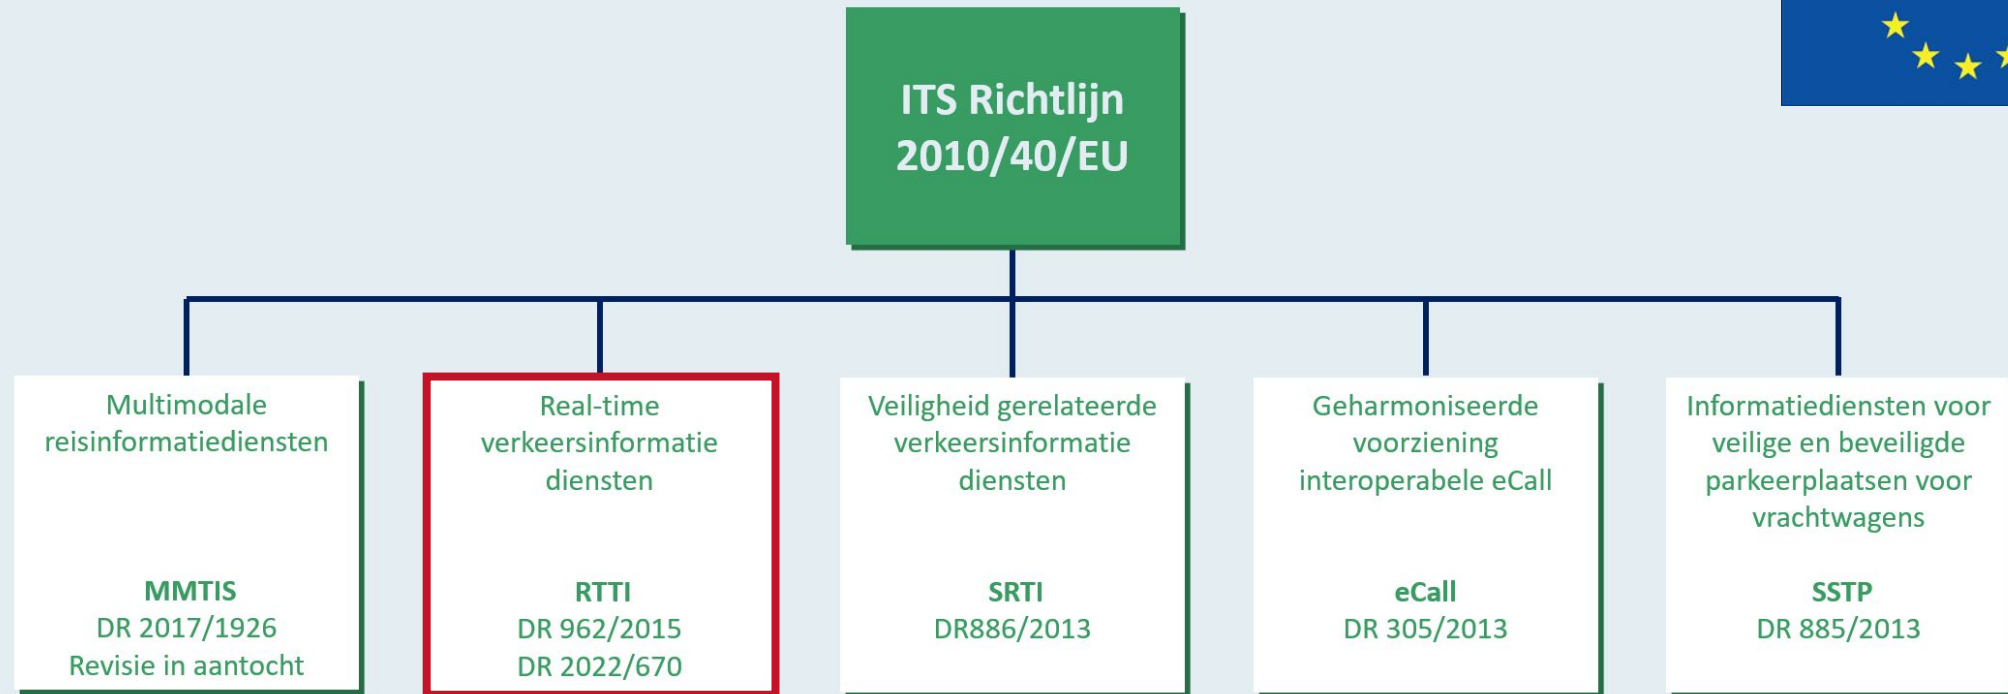 ITS Richtlijn
2010/40/EU
Multimodale
reisinformatiediensten
MMTIS
DR 2017/1926
Revisie in aantocht
Real-time
verkeersinformatie
diensten
RTTI
DR 962/2015
DR 2022/670
Veiligheid gerelateerde
verkeersinformatie
diensten
SRTI
DR886/2013
Geharmoniseerde
voorziening
interoperabele eCall
eCall
DR 305/2013
Informatiediensten voor
veilige en beveiligde
parkeerplaatsen voor
vrachtwagens
SSTP
DR 885/2013